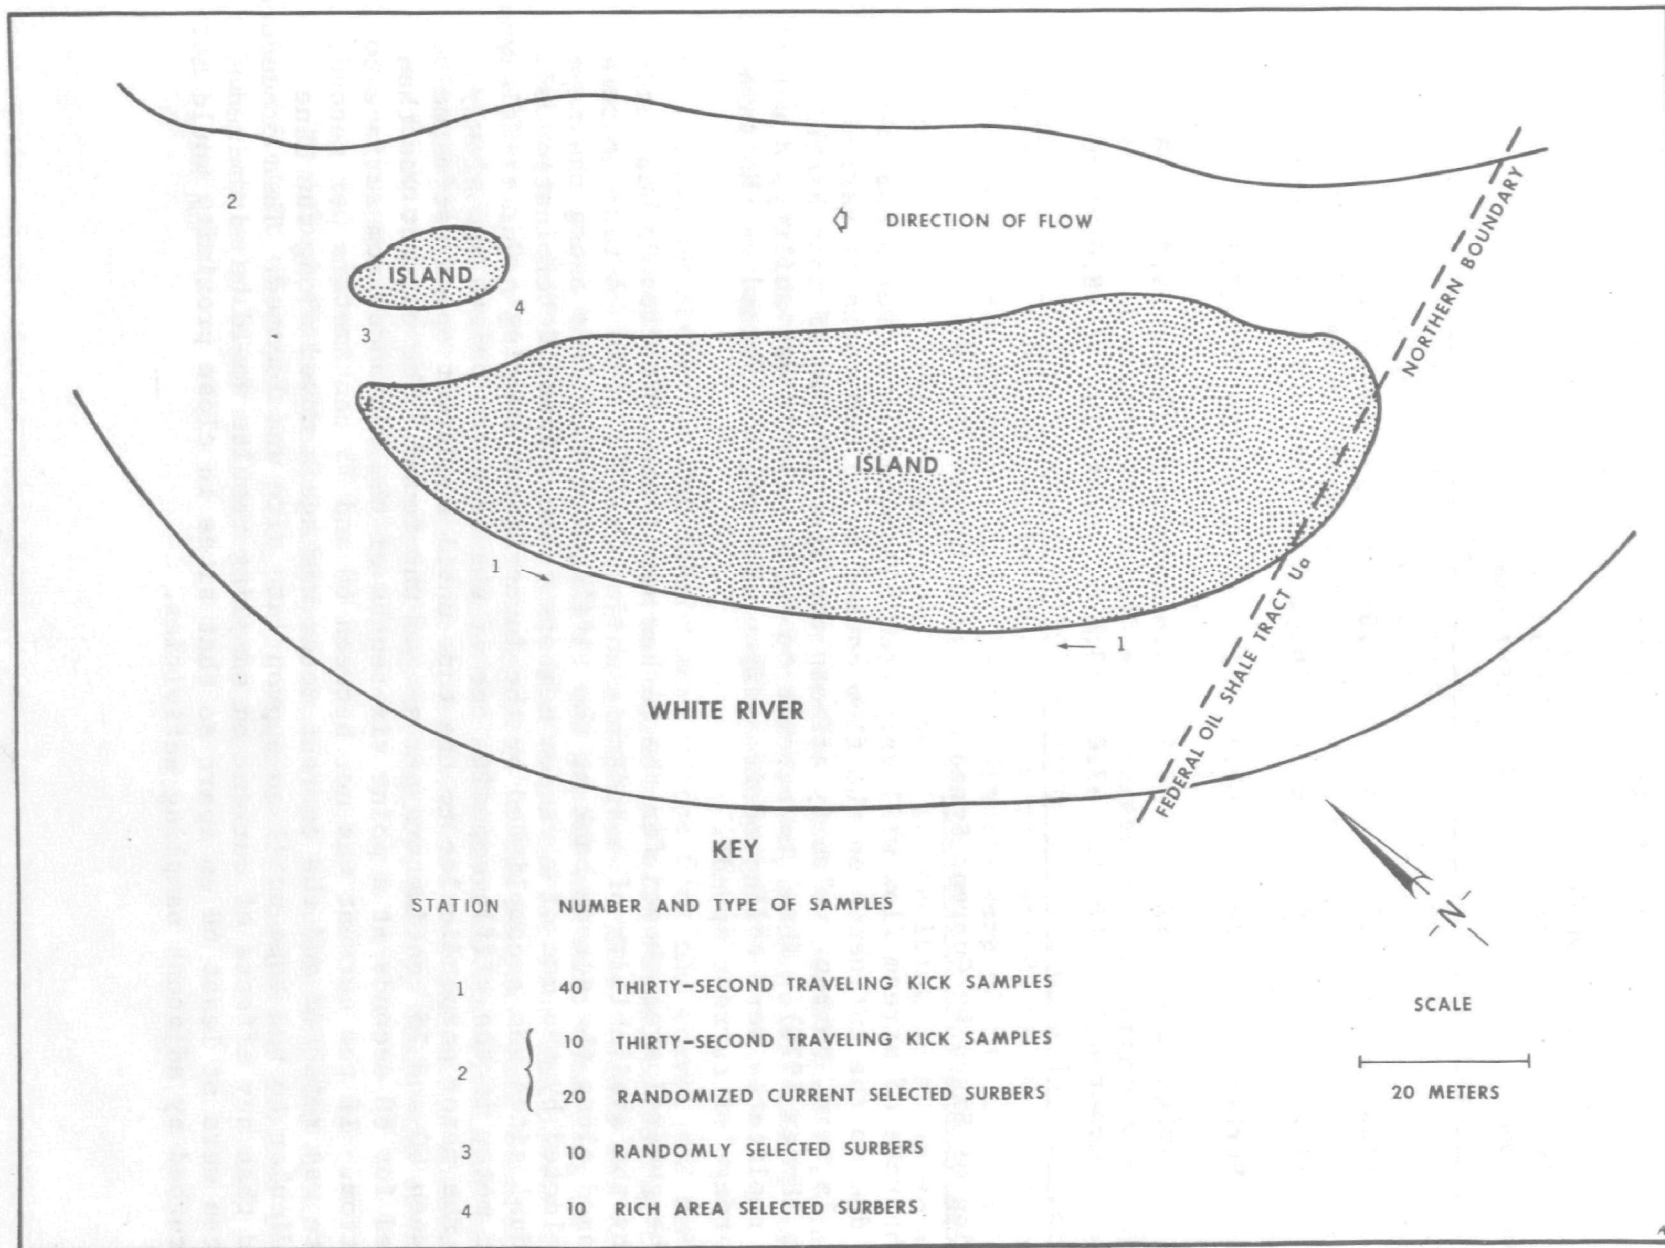 2
DIRECTION OF FLOW
ISLAND
4
3
NORTHERN BOUNDARY
ISLAND
1
1
FEDERAL OIL SHALE TRACT Ua
WHITE RIVER
KEY
-N-
STATION NUMBER AND TYPE OF SAMPLES
1 40 THIRTY-SECOND TRAVELING KICK SAMPLES
2 10 THIRTY-SECOND TRAVELING KICK SAMPLES
20 RANDOMIZED CURRENT SELECTED SURBERS
3 10 RANDOMLY SELECTED SURBERS
4 10 RICH AREA SELECTED SURBERS
SCALE
20 METERS